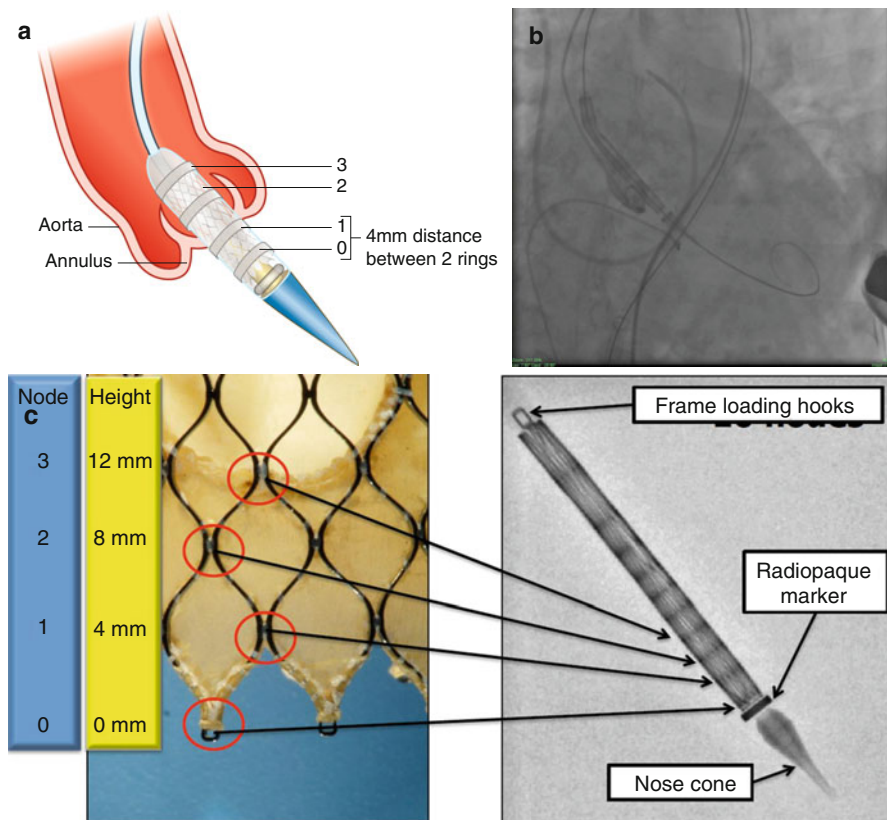 a
3
2
1
0
4mm distance
between 2 rings
Aorta
Annulus
b
Node
c
3
2
1
0
Height
12 mm
8 mm
4 mm
0 mm
Frame loading hooks
Radiopaque
marker
Nose cone